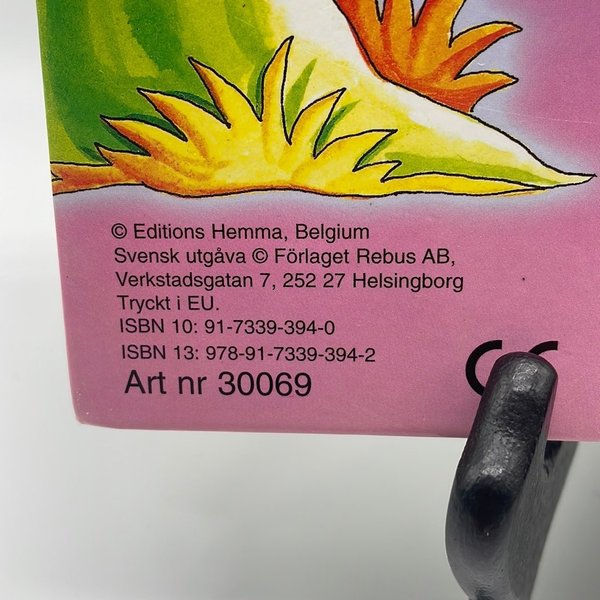 © Editions Hemma, Belgium
Svensk utgåva © Förlaget Rebus AB,
Verkstadsgatan 7, 252 27 Helsingborg
Tryckt i EU.
ISBN 10: 91-7339-394-0
ISBN 13: 978-91-7339-394-2
Art nr 30069
CE